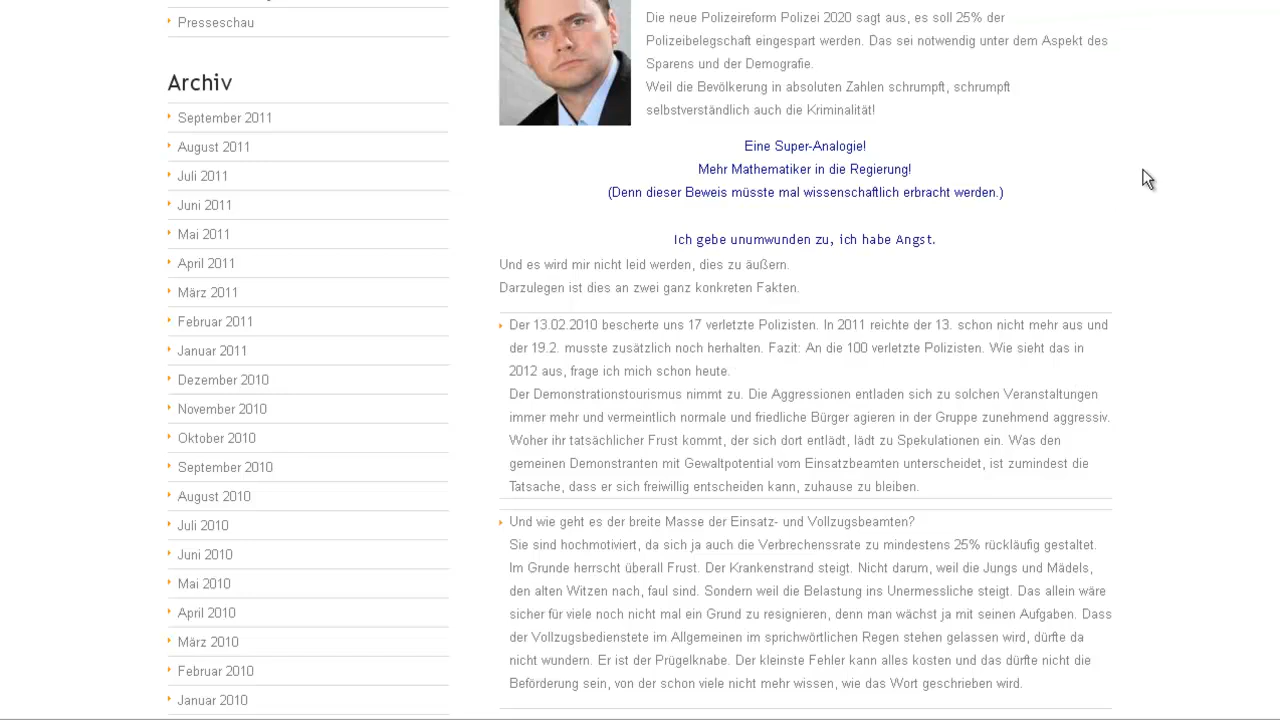 Presseschau
Archiv
September 2011
August 2011
Juli 2011
Juni 2011
Mai 2011
April 2011
März 2011
Februar 2011
Januar 2011
Dezember 2010
November 2010
Oktober 2010
September 2010
August 2010
Juli 2010
Juni 2010
Mai 2010
April 2010
März 2010
Februar 2010
Januar 2010
Die neue Polizeireform Polizei 2020 sagt aus, es soll 25% der
Polizeibelegschaft eingespart werden. Das sei notwendig unter dem Aspekt des
Sparens und der Demografie.
Weil die Bevölkerung in absoluten Zahlen schrumpft, schrumpft
selbstverständlich auch die Kriminalität!
Eine Super-Analogie!
Mehr Mathematiker in die Regierung!
(Denn dieser Beweis müsste mal wissenschaftlich erbracht werden.)
Ich gebe unumwunden zu, ich habe Angst.
Und es wird mir nicht leid werden, dies zu äußern.
Darzulegen ist dies an zwei ganz konkreten Fakten.
Der 13.02.2010 bescherte uns 17 verletzte Polizisten. In 2011 reichte der 13. schon nicht mehr aus und
der 19.2. musste zusätzlich noch herhalten. Fazit: An die 100 verletzte Polizisten. Wie sieht das in
2012 aus, frage ich mich schon heute.
Der Demonstrationstourismus nimmt zu. Die Aggressionen entladen sich zu solchen Veranstaltungen
immer mehr und vermeintlich normale und friedliche Bürger agieren in der Gruppe zunehmend aggressiv.
Woher ihr tatsächlicher Frust kommt, der sich dort entlädt, lädt zu Spekulationen ein. Was den
gemeinen Demonstranten mit Gewaltpotential vom Einsatzbeamten unterscheidet, ist zumindest die
Tatsache, dass er sich freiwillig entscheiden kann, zuhause zu bleiben.
Und wie geht es der breite Masse der Einsatz- und Vollzugsbeamten?
Sie sind hochmotiviert, da sich ja auch die Verbrechenssrate zu mindestens 25% rückläufig gestaltet.
Im Grunde herrscht überall Frust. Der Krankenstrand steigt. Nicht darum, weil die Jungs und Mädels,
den alten Witzen nach, faul sind. Sondern weil die Belastung ins Unermessliche steigt. Das allein wäre
sicher für viele noch nicht mal ein Grund zu resignieren, denn man wächst ja mit seinen Aufgaben. Dass
der Vollzugsbedienstete im Allgemeinen im sprichwörtlichen Regen stehen gelassen wird, dürfte da
nicht wundern. Er ist der Prügelknabe. Der kleinste Fehler kann alles kosten und das dürfte nicht die
Beförderung sein, von der schon viele nicht mehr wissen, wie das Wort geschrieben wird.